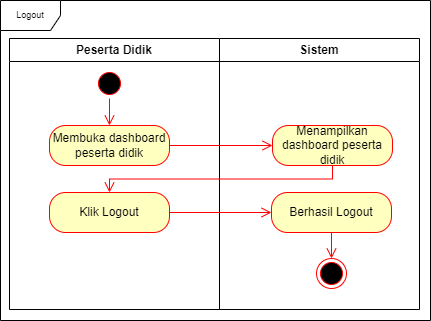 Logout
Peserta Didik
Sistem
Membuka dashboard
peserta didik
Menampilkan
dashboard peserta
didik
Klik Logout
Berhasil Logout